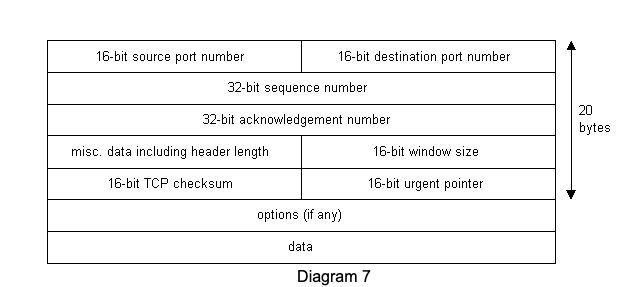 16-bit source port number 16-bit destination port number
32-bit sequence number
32-bit acknowledgement number
misc. data including header length 16-bit window size
16-bit TCP checksum 16-bit urgent pointer
options (if any)
data
20
bytes
Diagram 7